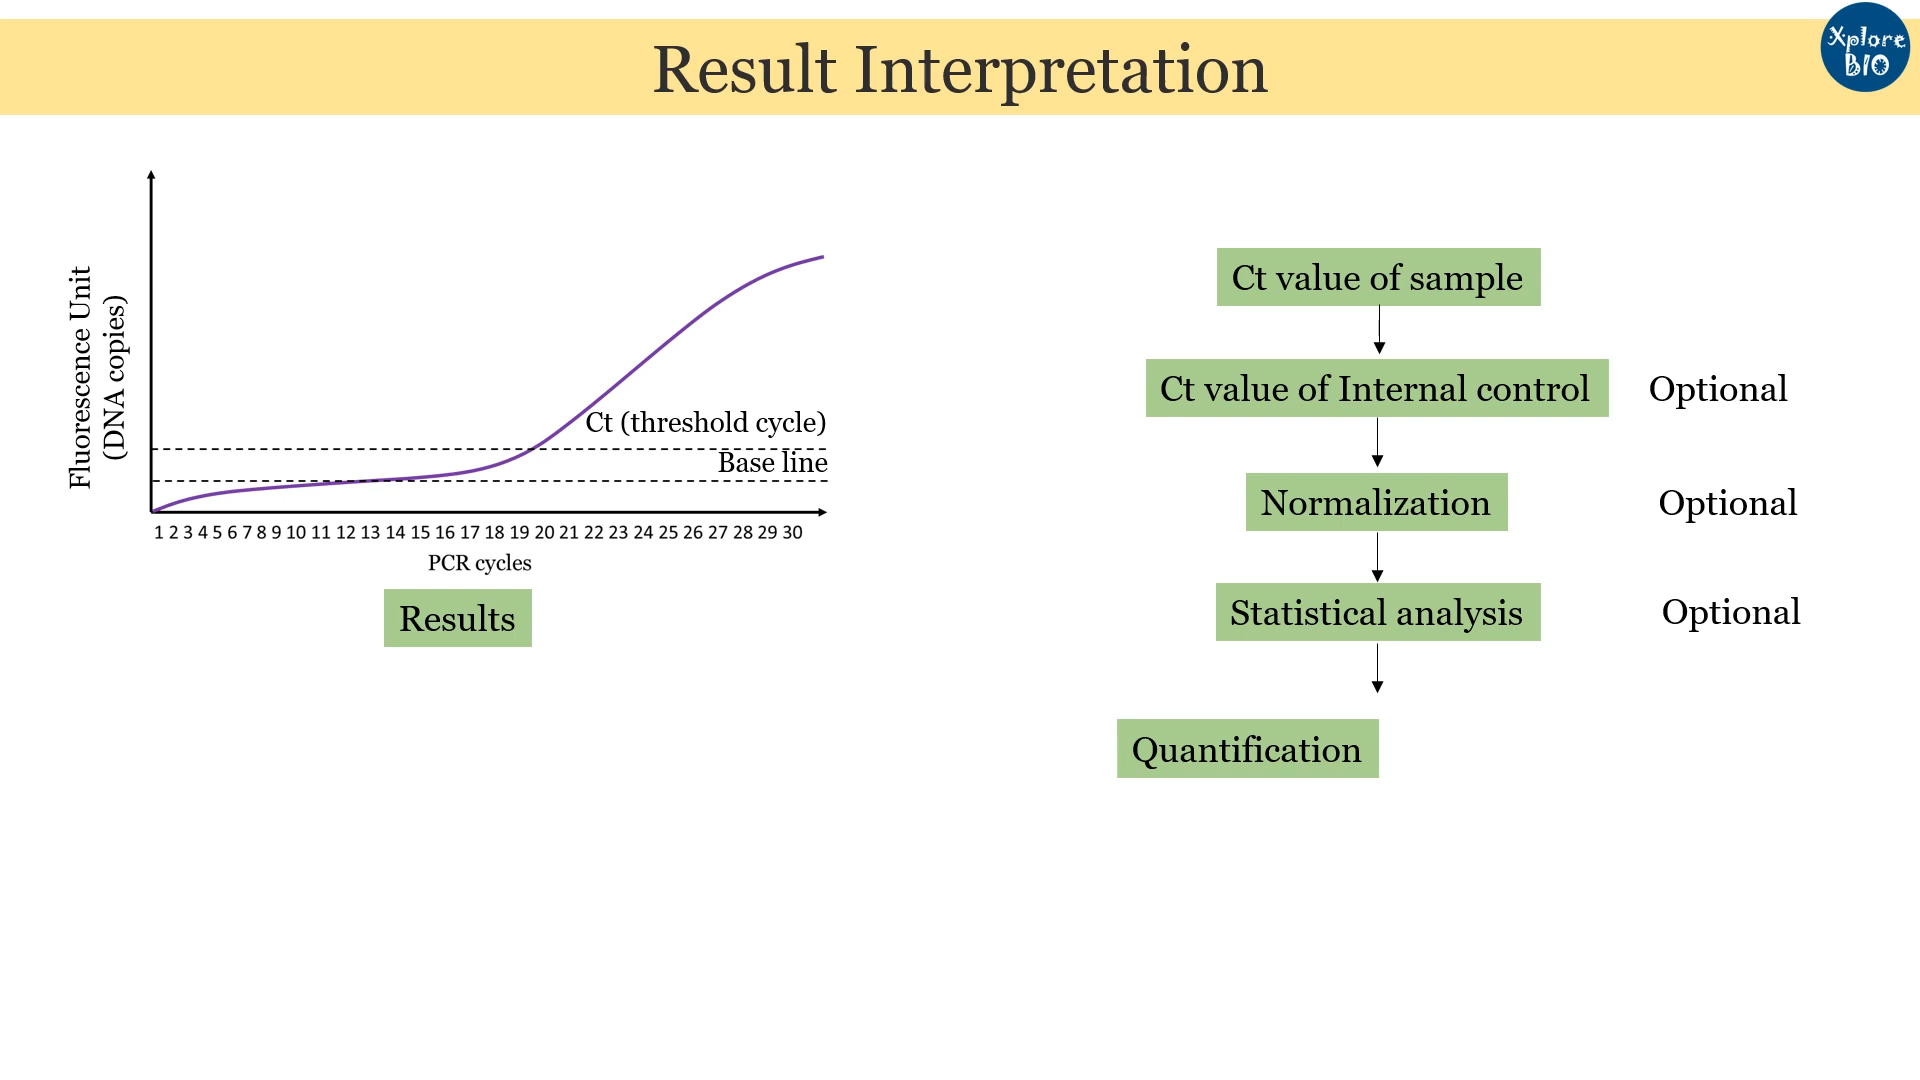 Result Interpretation
Xplore
BIO
Fluorescence Unit
(DNA copies)
Ct (threshold cycle)
Base line
1 2 3 4 5 6 7 8 9 10 11 12 13 14 15 16 17 18 19 20 21 22 23 24 25 26 27 28 29 30
PCR cycles
Results
Ct value of sample
Ct value of Internal control
Optional
Normalization
Optional
Statistical analysis
Optional
Quantification